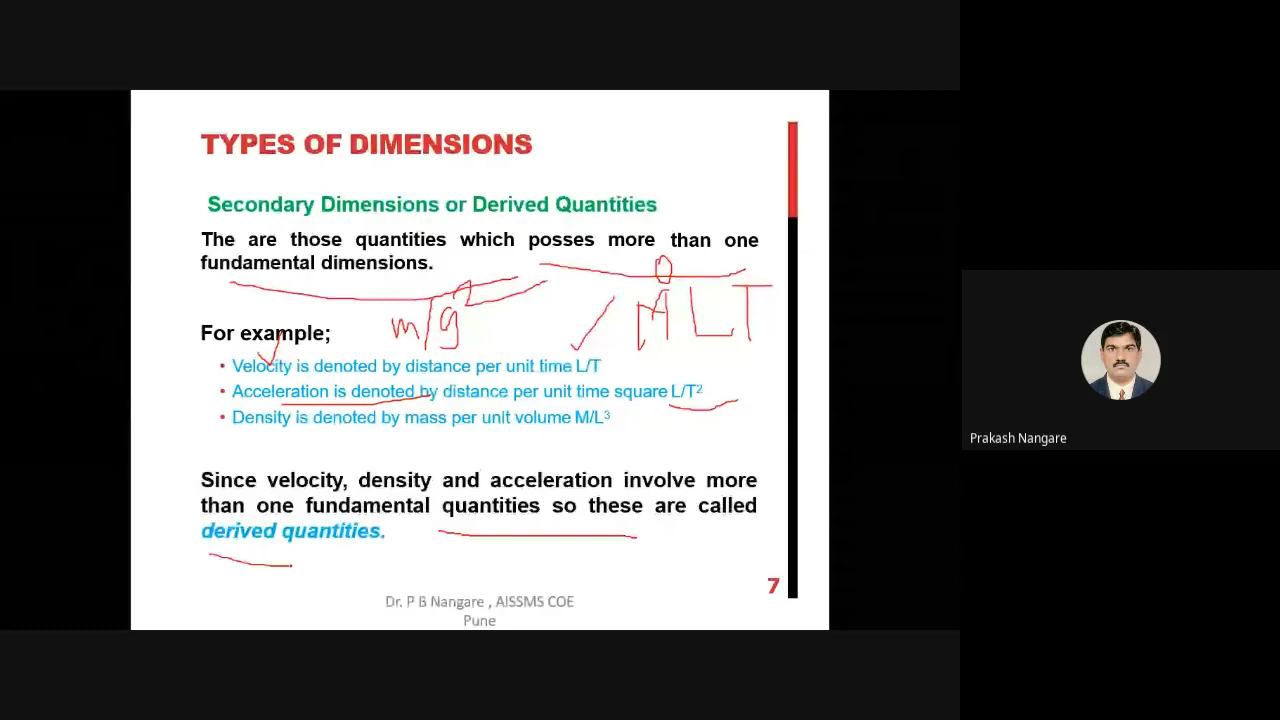 TYPES OF DIMENSIONS
Secondary Dimensions or Derived Quantities
The are those quantities which posses more than one
fundamental dimensions.
M L T
For example;
• Velocity is denoted by distance per unit time L/T
• Acceleration is denoted by distance per unit time square L/T²
• Density is denoted by mass per unit volume M/L³
Since velocity, density and acceleration involve more
than one fundamental quantities so these are called
derived quantities.
7
Dr. P B Nangare , AISSMS COE
Pune
Prakash Nangare